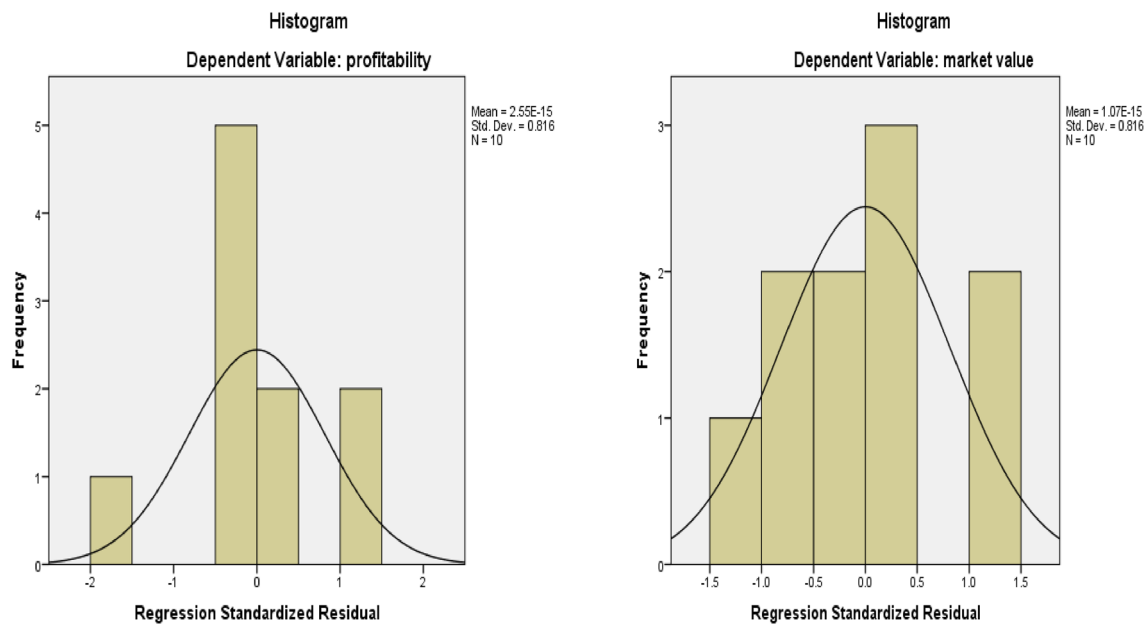 Histogram
Dependent Variable: profitability
Mean = 2.55E-15
Std. Dev. = 0.816
N = 10
Frequency
5
4
3
2
1
0
-2
-1
0
1
2
Regression Standardized Residual
Histogram
Dependent Variable: market value
Mean = 1.07E-15
Std. Dev. = 0.816
N = 10
Frequency
3
2
1
0
-1.5
-1.0
-0.5
0.0
0.5
1.0
1.5
Regression Standardized Residual